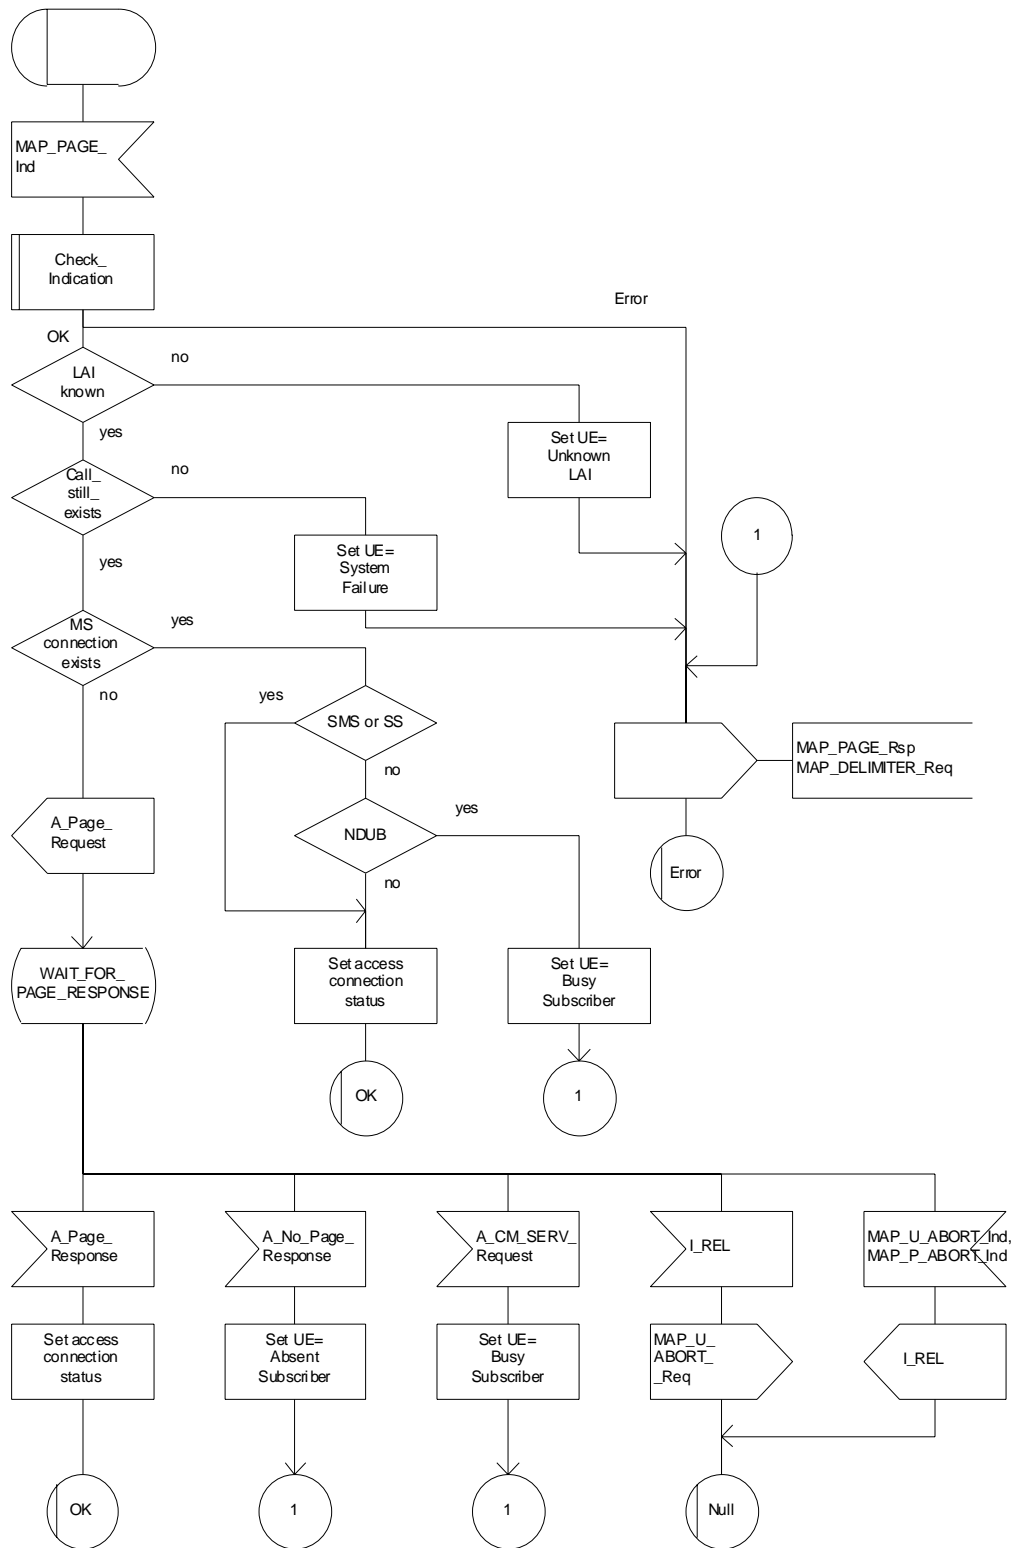 MAP_PAGE_
Ind
Check_
Indication
Error
OK
no
LAI
known
yes
Set UE=
Unknown
LAI
no
Call_
still_
exists
1
yes
Set UE=
System
Failure
yes
MS
connection
exists
no
yes
SMS or SS
no
MAP_PAGE_Rsp
MAP_DELIMITER_Req
A_Page_
Request
yes
NDUB
no
Error
WAIT_FOR_
PAGE_RESPONSE
Set access
connection
status
Set UE=
Busy
Subscriber
OK
1
A_Page_
Response
A_No_Page_
Response
A_CM_SERV_
Request
I_REL
MAP_U_ABORT_Ind,
MAP_P_ABORT_Ind
Set access
connection
status
Set UE=
Absent
Subscriber
Set UE=
Busy
Subscriber
MAP_U_
ABORT_
_Req
I_REL
OK
1
1
Null